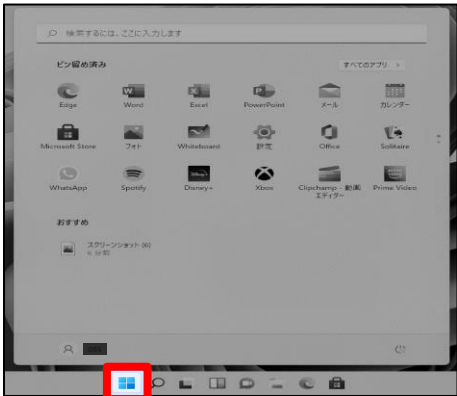 検索するには、ここに入力します
ピン留め済み
すべてのアプリ >
Edge
Word
Excel
PowerPoint
メール
カレンダー
Microsoft Store
フォト
Whiteboard
設定
Office
Solitaire
WhatsApp
Spotify
Disney+
Xbox
Clipchamp - 動画
エディター
Prime Video
おすすめ
スクリーンショット (6)
分前